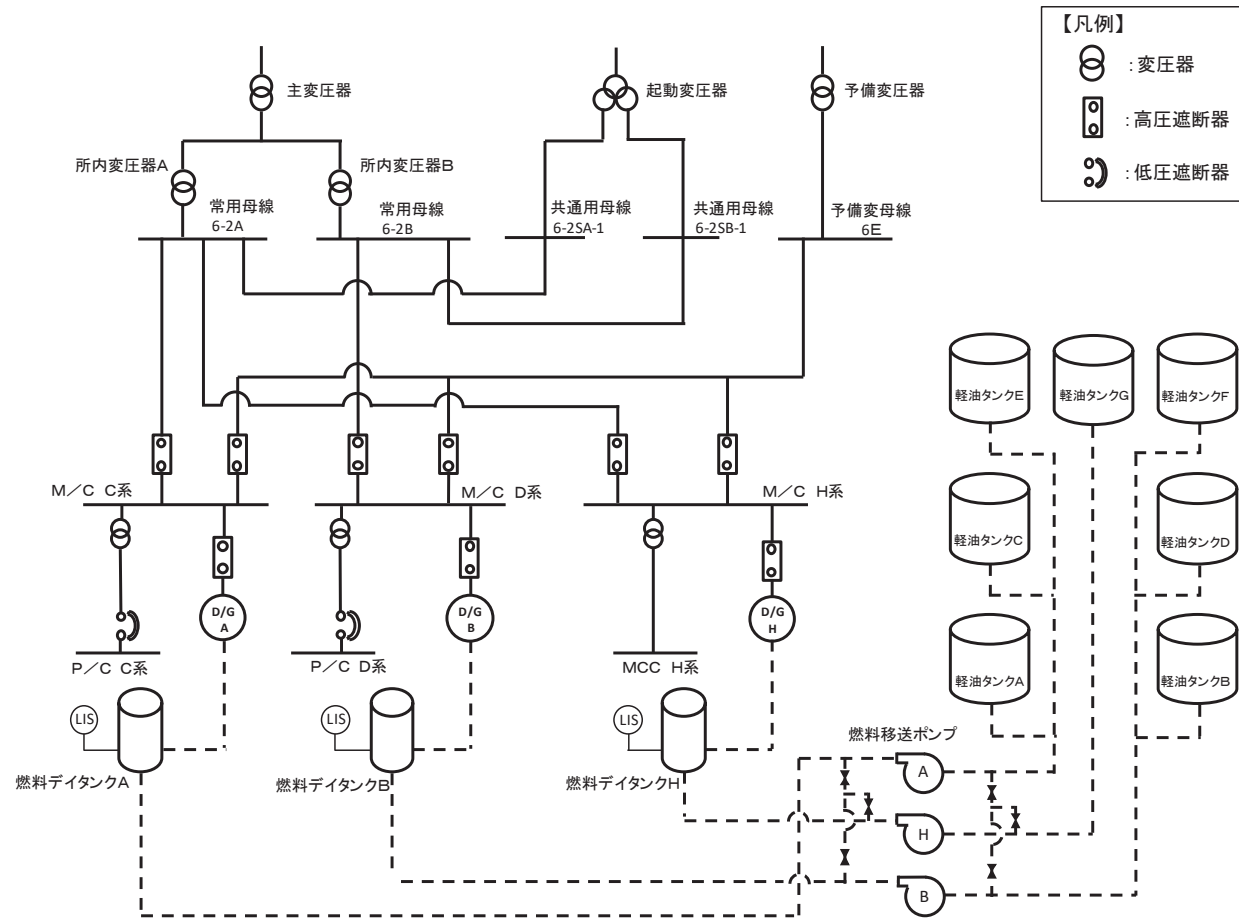 【凡例】
：変圧器
：高圧遮断器
：低圧遮断器
主変圧器
起動変圧器
予備変圧器
所内変圧器A
所内変圧器B
常用母線
6-2A
常用母線
6-2B
共通用母線
6-2SA-1
共通用母線
6-2SB-1
予備変母線
6E
軽油タンクE
軽油タンクG
軽油タンクF
M／C C系
M／C D系
M／C H系
軽油タンクC
軽油タンクD
D/G
A
D/G
B
D/G
H
P／C C系
P／C D系
MCC H系
軽油タンクA
軽油タンクB
LIS
LIS
LIS
燃料デイタンクA
燃料デイタンクB
燃料デイタンクH
燃料移送ポンプ
A
H
B